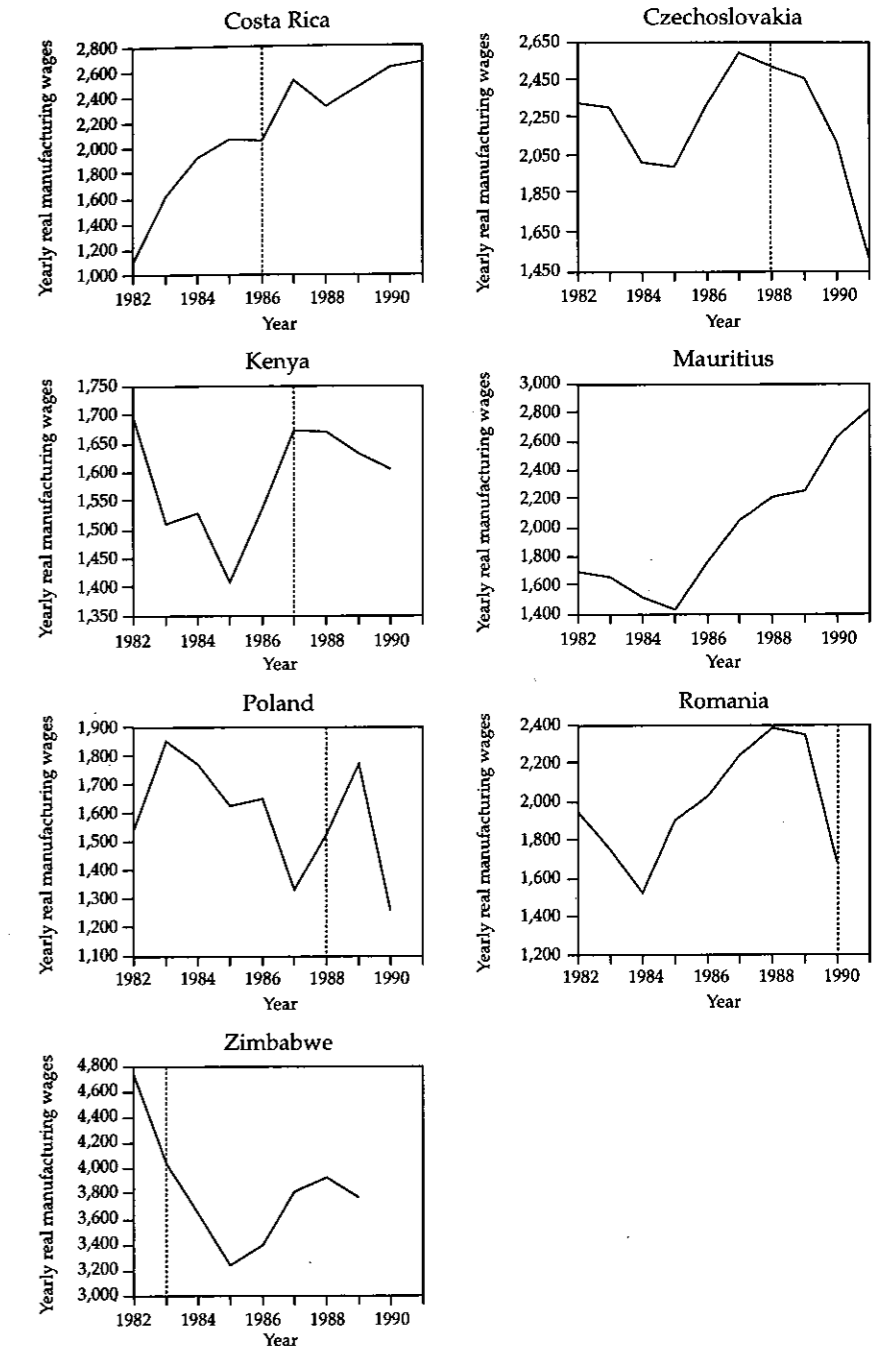 Costa Rica
Yearly real manufacturing wages
2,800
2,600
2,400
2,200
2,000
1,800
1,600
1,400
1,200
1,000
1982 1984 1986 1988 1990
Year
Czechoslovakia
Yearly real manufacturing wages
2,650
2,450
2,250
2,050
1,850
1,650
1,450
1982 1984 1986 1988 1990
Year
Kenya
Yearly real manufacturing wages
1,750
1,700
1,650
1,600
1,550
1,500
1,450
1,400
1,350
1982 1984 1986 1988 1990
Year
Mauritius
Yearly real manufacturing wages
3,000
2,800
2,600
2,400
2,200
2,000
1,800
1,600
1,400
1982 1984 1986 1988 1990
Year
Poland
Yearly real manufacturing wages
1,900
1,800
1,700
1,600
1,500
1,400
1,300
1,200
1,100
1982 1984 1986 1988 1990
Year
Romania
Yearly real manufacturing wages
2,400
2,200
2,000
1,800
1,600
1,400
1,200
1982 1984 1986 1988 1990
Year
Zimbabwe
Yearly real manufacturing wages
4,800
4,600
4,400
4,200
4,000
3,800
3,600
3,400
3,200
3,000
1982 1984 1986 1988 1990
Year